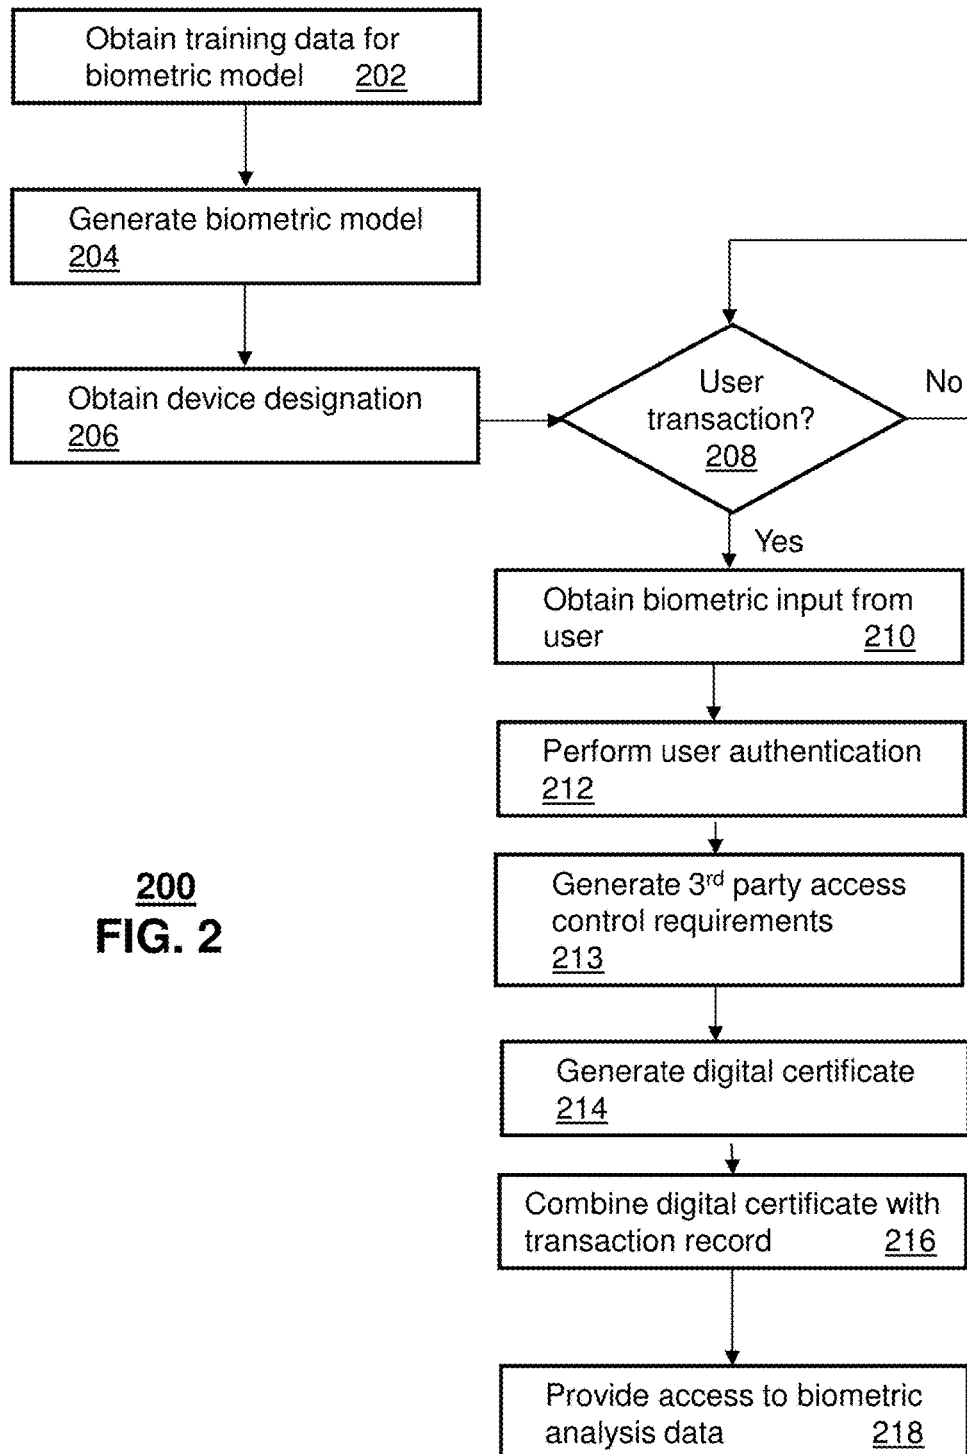 Obtain training data for
biometric model 202
Generate biometric model
204
Obtain device designation
206
User
transaction?
208
No
Yes
Obtain biometric input from
user 210
Perform user authentication
212
Generate 3rd party access
control requirements
213
Generate digital certificate
214
Combine digital certificate with
transaction record 216
Provide access to biometric
analysis data 218
200
FIG. 2